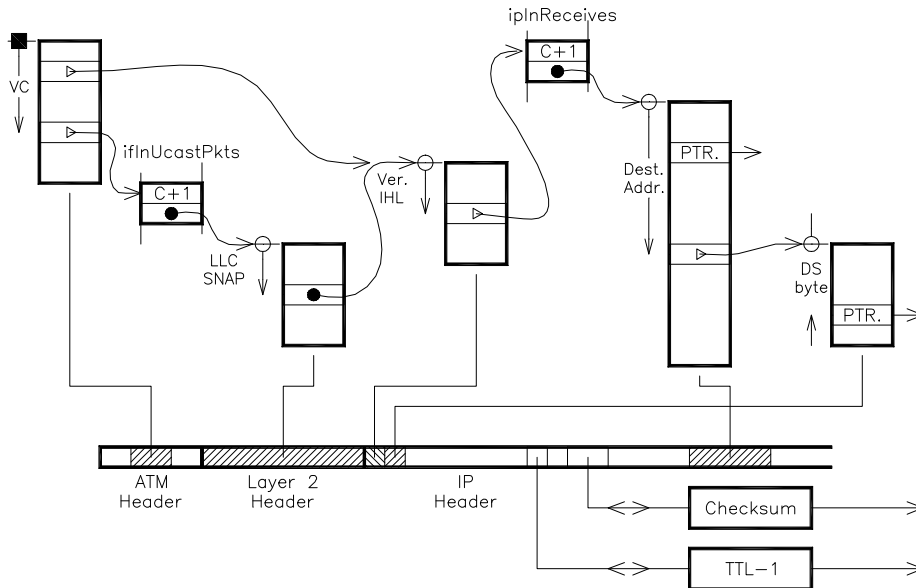 ipInReceives
C+1
VC
ifInUcastPkts
C+1
LLC
SNAP
Ver.
IHL
Dest.
Addr.
PTR.
DS
byte
PTR.
ATM
Header
Layer 2
Header
IP
Header
Checksum
TTL-1